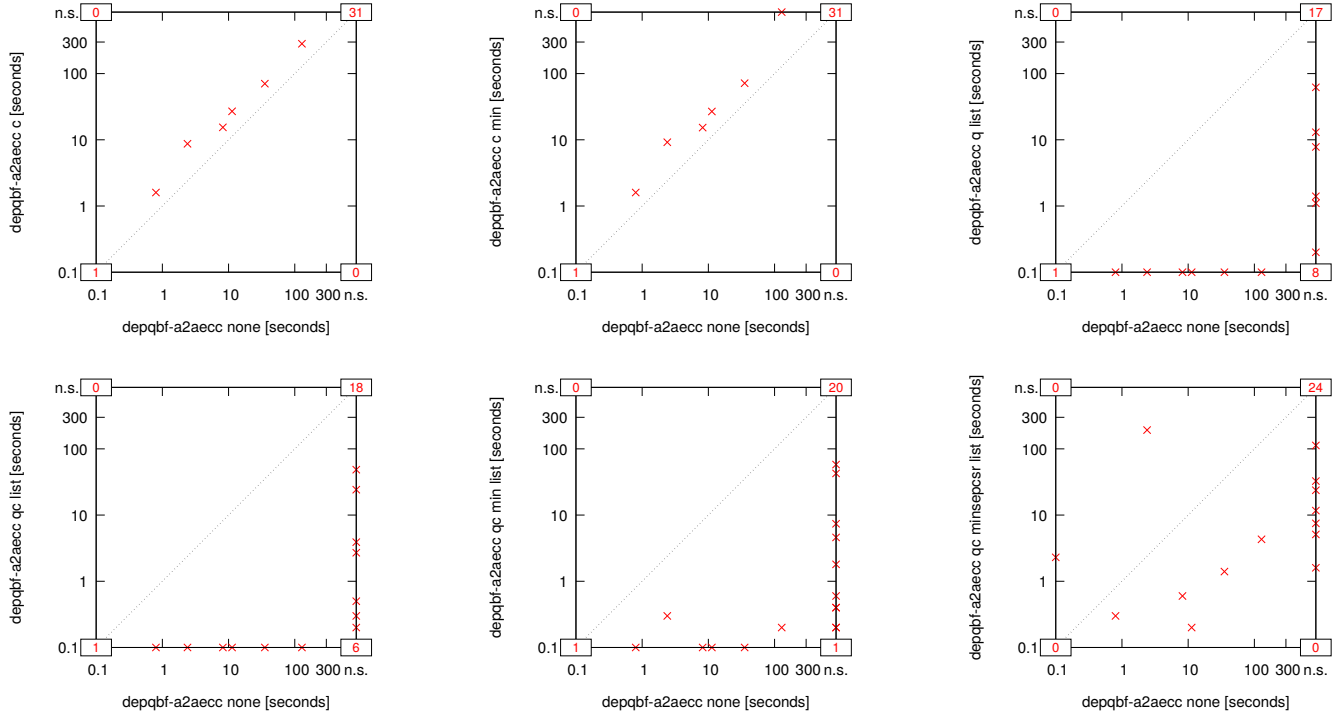 n.s. 0 31
300
100
10
1
0.1 1 0
0.1 1 10 100 300 n.s.
depqbf-a2aecc c [seconds]
depqbf-a2aecc none [seconds]
n.s. 0 31
300
100
10
1
0.1 1 0
0.1 1 10 100 300 n.s.
depqbf-a2aecc c min [seconds]
depqbf-a2aecc none [seconds]
n.s. 0 17
300
100
10
1
0.1 1 8
0.1 1 10 100 300 n.s.
depqbf-a2aecc q list [seconds]
depqbf-a2aecc none [seconds]
n.s. 0 18
300
100
10
1
0.1 1 6
0.1 1 10 100 300 n.s.
depqbf-a2aecc qc list [seconds]
depqbf-a2aecc none [seconds]
n.s. 0 20
300
100
10
1
0.1 1 1
0.1 1 10 100 300 n.s.
depqbf-a2aecc qc min list [seconds]
depqbf-a2aecc none [seconds]
n.s. 0 24
300
100
10
1
0.1 0 0
0.1 1 10 100 300 n.s.
depqbf-a2aecc qc minsepcsr list [seconds]
depqbf-a2aecc none [seconds]